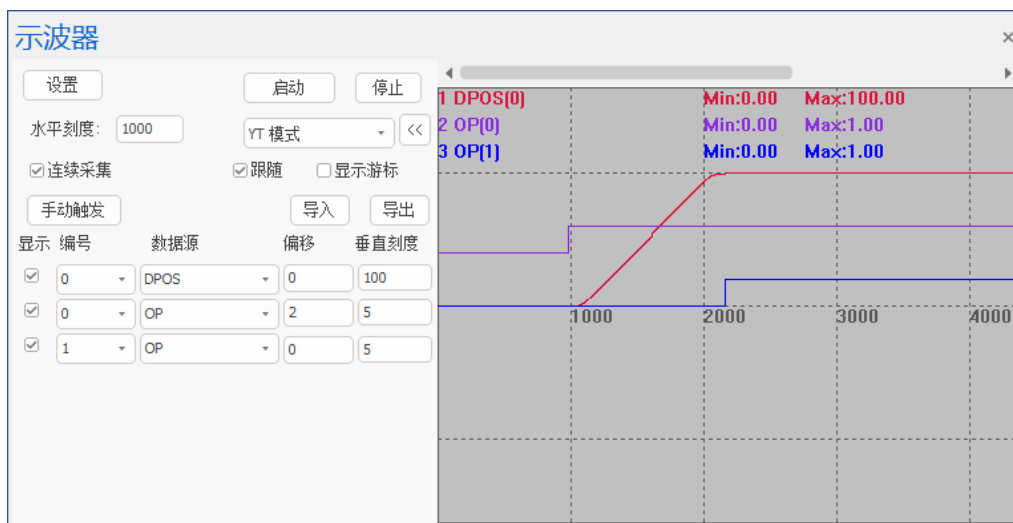 示波器
×
设置
启动
停止
水平刻度:
1000
YT 模式
<<
连续采集
跟随
显示游标
手动触发
导入
导出
显示 编号 数据源 偏移 垂直刻度
0 DPOS 0 100
0 OP 2 5
1 OP 0 5
1 DPOS(0) Min:0.00 Max:100.00
2 OP(0) Min:0.00 Max:1.00
3 OP(1) Min:0.00 Max:1.00
1000 2000 3000 4000